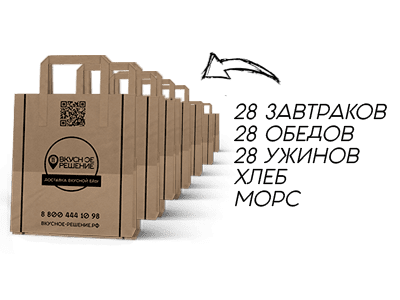 ВКУСНОЕ
РЕШЕНИЕ
ДОСТАВКА ВКУСНОЙ ЕДЫ
8 800 444 10 98
ВКУСНОЕ-РЕШЕНИЕ.РФ
28 ЗАВТРАКОВ
28 ОБЕДОВ
28 УЖИНОВ
ХЛЕБ
МОРС